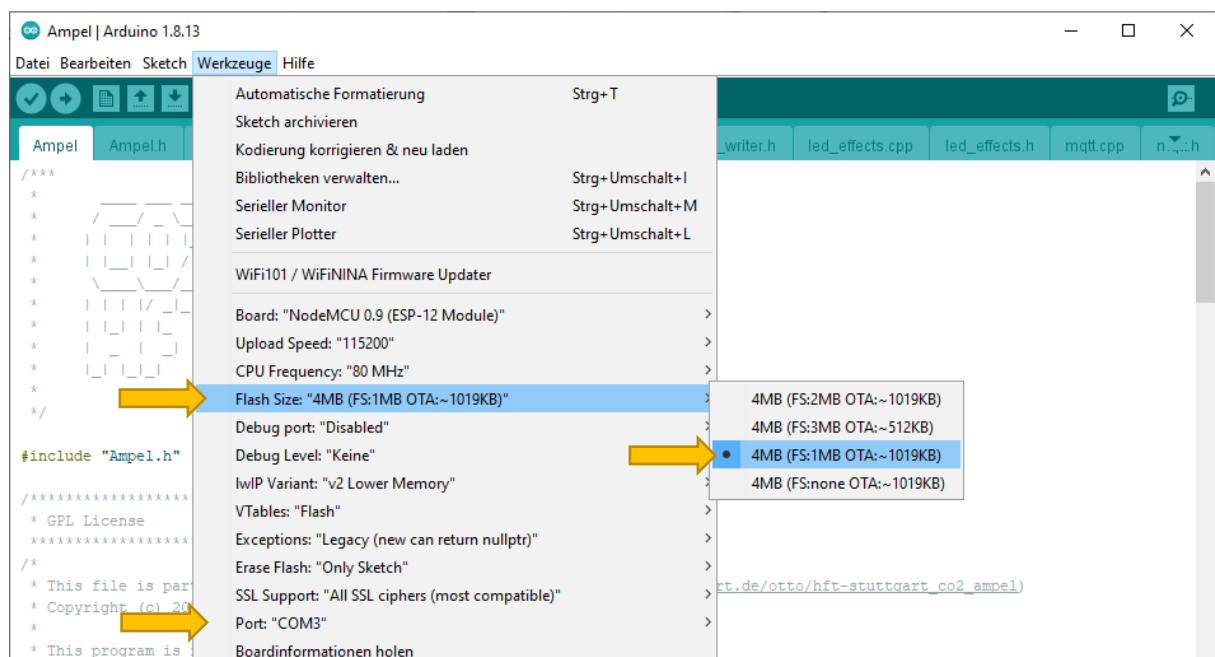 Ampel | Arduino 1.8.13
Datei Bearbeiten Sketch Werkzeuge Hilfe
Automatische Formatierung Strg+T
Sketch archivieren
Kodierung korrigieren & neu laden
Bibliotheken verwalten... Strg+Umschalt+I
Serieller Monitor Strg+Umschalt+M
Serieller Plotter Strg+Umschalt+L
WiFi101 / WiFiNINA Firmware Updater
Board: "NodeMCU 0.9 (ESP-12 Module)"
Upload Speed: "115200"
CPU Frequency: "80 MHz"
Flash Size: "4MB (FS:1MB OTA:~1019KB)"
Debug port: "Disabled"
Debug Level: "Keine"
lwIP Variant: "v2 Lower Memory"
VTables: "Flash"
Exceptions: "Legacy (new can return nullptr)"
Erase Flash: "Only Sketch"
SSL Support: "All SSL ciphers (most compatible)"
Port: "COM3"
Boardinformationen holen
4MB (FS:2MB OTA:~1019KB)
4MB (FS:3MB OTA:~512KB)
4MB (FS:1MB OTA:~1019KB)
4MB (FS:none OTA:~1019KB)
Ampel Ampel.h _writer.h led_effects.cpp led_effects.h mqtt.cpp
/***
*/
#include "Ampel.h"
/******************
* GPL License
******************
/*
* This file is par rt.de/otto/hft-stuttgart_co2_ampel)
* Copyright (c) 20
*
* This program is